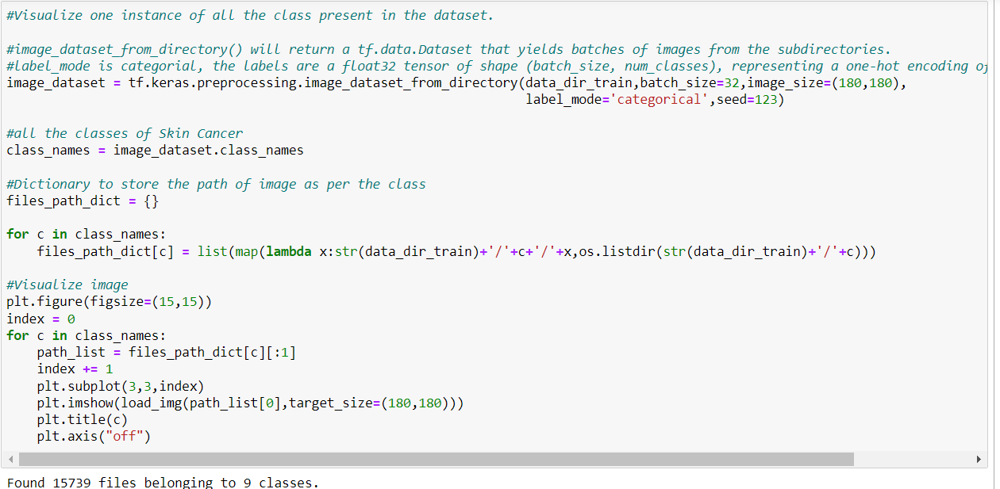 #Visualize one instance of all the class present in the dataset.
#image_dataset_from_directory() will return a tf.data.Dataset that yields batches of images from the subdirectories.
#label_mode is categorial, the labels are a float32 tensor of shape (batch_size, num_classes), representing a one-hot encoding of
image_dataset = tf.keras.preprocessing.image_dataset_from_directory(data_dir_train,batch_size=32,image_size=(180,180),
label_mode='categorical',seed=123)
#all the classes of Skin Cancer
class_names = image_dataset.class_names
#Dictionary to store the path of image as per the class
files_path_dict = {}
for c in class_names:
    files_path_dict[c] = list(map(lambda x:str(data_dir_train)+'/'+c+'/'+x,os.listdir(str(data_dir_train)+'/'+c)))
#Visualize image
plt.figure(figsize=(15,15))
index = 0
for c in class_names:
    path_list = files_path_dict[c][:1]
    index += 1
    plt.subplot(3,3,index)
    plt.imshow(load_img(path_list[0],target_size=(180,180)))
    plt.title(c)
    plt.axis("off")
Found 15739 files belonging to 9 classes.